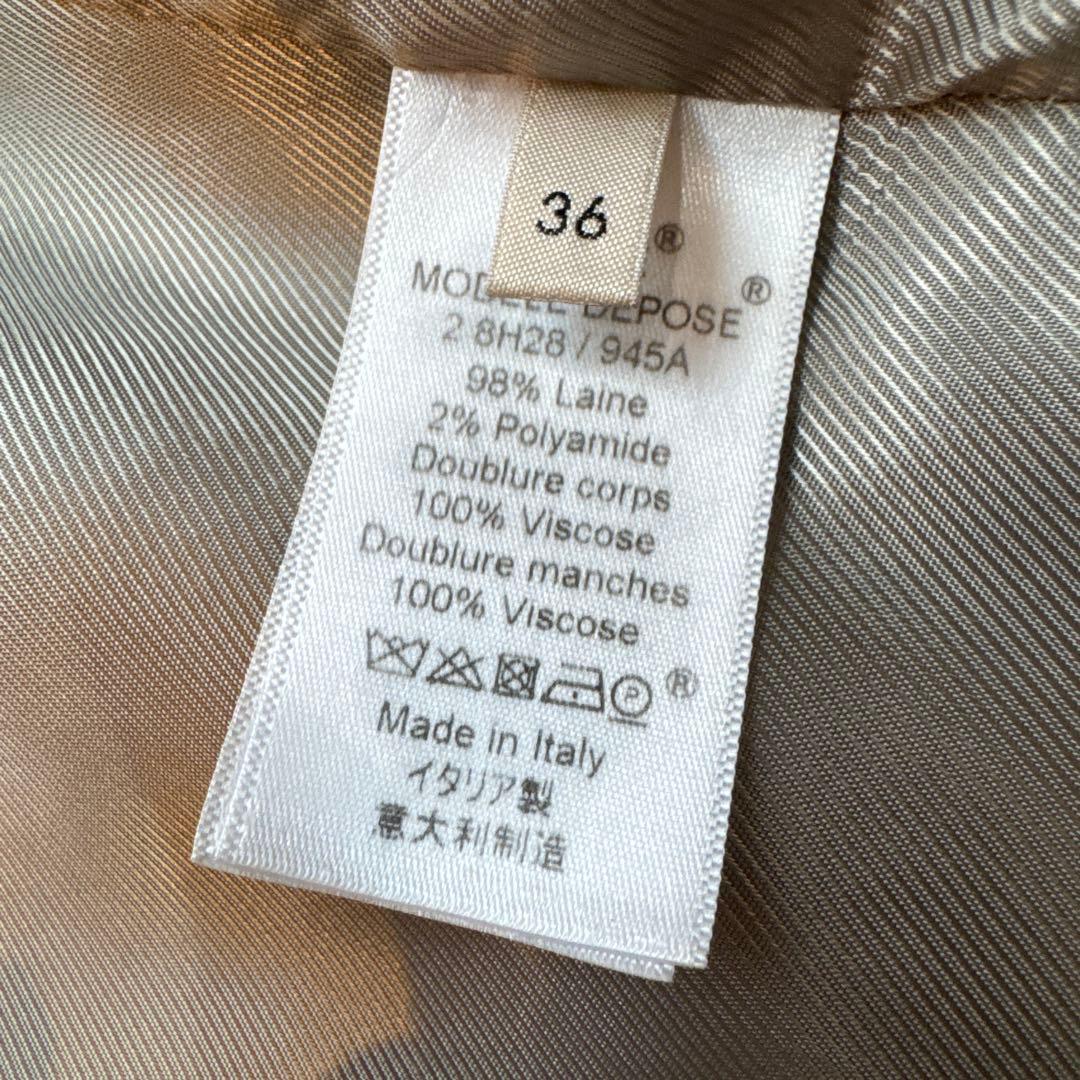 36
®
MODELE DEPOSE ®
2 8H28 / 945A
98% Laine
2% Polyamide
Doublure corps
100% Viscose
Doublure manches
100% Viscose
P ®
Made in Italy
イタリア製
意大利制造